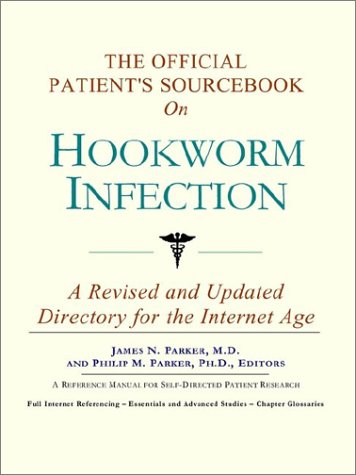 THE OFFICIAL
PATIENT'S SOURCEBOOK
On
HOOKWORM
INFECTION
A Revised and Updated
Directory for the Internet Age
JAMES N. PARKER, M.D.
AND PHILIP M. PARKER, PH.D., EDITORS
A REFERENCE MANUAL FOR SELF-DIRECTED PATIENT RESEARCH
Full Internet Referencing – Essentials and Advanced Studies – Chapter Glossaries